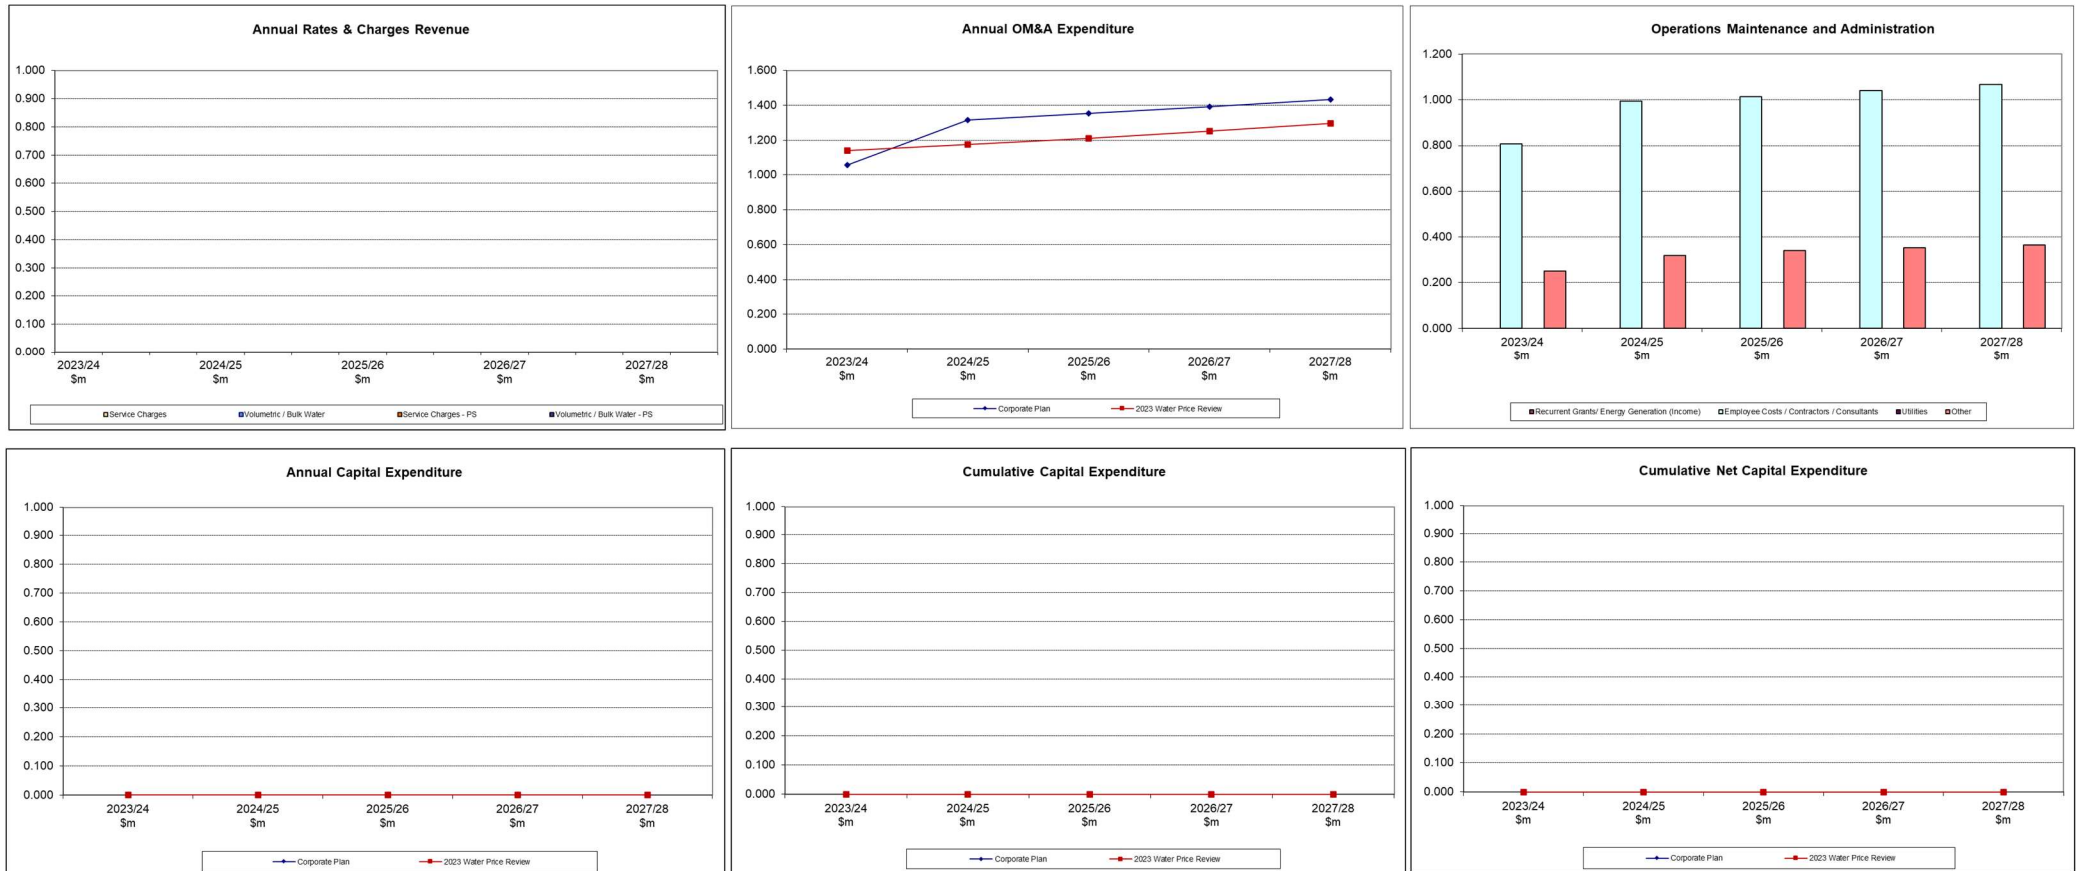 Annual Rates & Charges Revenue
1.000
0.900
0.800
0.700
0.600
0.500
0.400
0.300
0.200
0.100
0.000
2023/24 2024/25 2025/26 2026/27 2027/28
$m $m $m $m $m
Service Charges Volumetric / Bulk Water Service Charges - PS Volumetric / Bulk Water - PS
Annual OM&A Expenditure
1.600
1.400
1.200
1.000
0.800
0.600
0.400
0.200
0.000
2023/24 2024/25 2025/26 2026/27 2027/28
$m $m $m $m $m
Corporate Plan 2023 Water Price Review
Operations Maintenance and Administration
1.200
1.000
0.800
0.600
0.400
0.200
0.000
2023/24 2024/25 2025/26 2026/27 2027/28
$m $m $m $m $m
Recurrent Grants/ Energy Generation (Income) Employee Costs / Contractors / Consultants Utilities Other
Annual Capital Expenditure
1.000
0.900
0.800
0.700
0.600
0.500
0.400
0.300
0.200
0.100
0.000
2023/24 2024/25 2025/26 2026/27 2027/28
$m $m $m $m $m
Corporate Plan 2023 Water Price Review
Cumulative Capital Expenditure
1.000
0.900
0.800
0.700
0.600
0.500
0.400
0.300
0.200
0.100
0.000
2023/24 2024/25 2025/26 2026/27 2027/28
$m $m $m $m $m
Corporate Plan 2023 Water Price Review
Cumulative Net Capital Expenditure
1.000
0.900
0.800
0.700
0.600
0.500
0.400
0.300
0.200
0.100
0.000
2023/24 2024/25 2025/26 2026/27 2027/28
$m $m $m $m $m
Corporate Plan 2023 Water Price Review